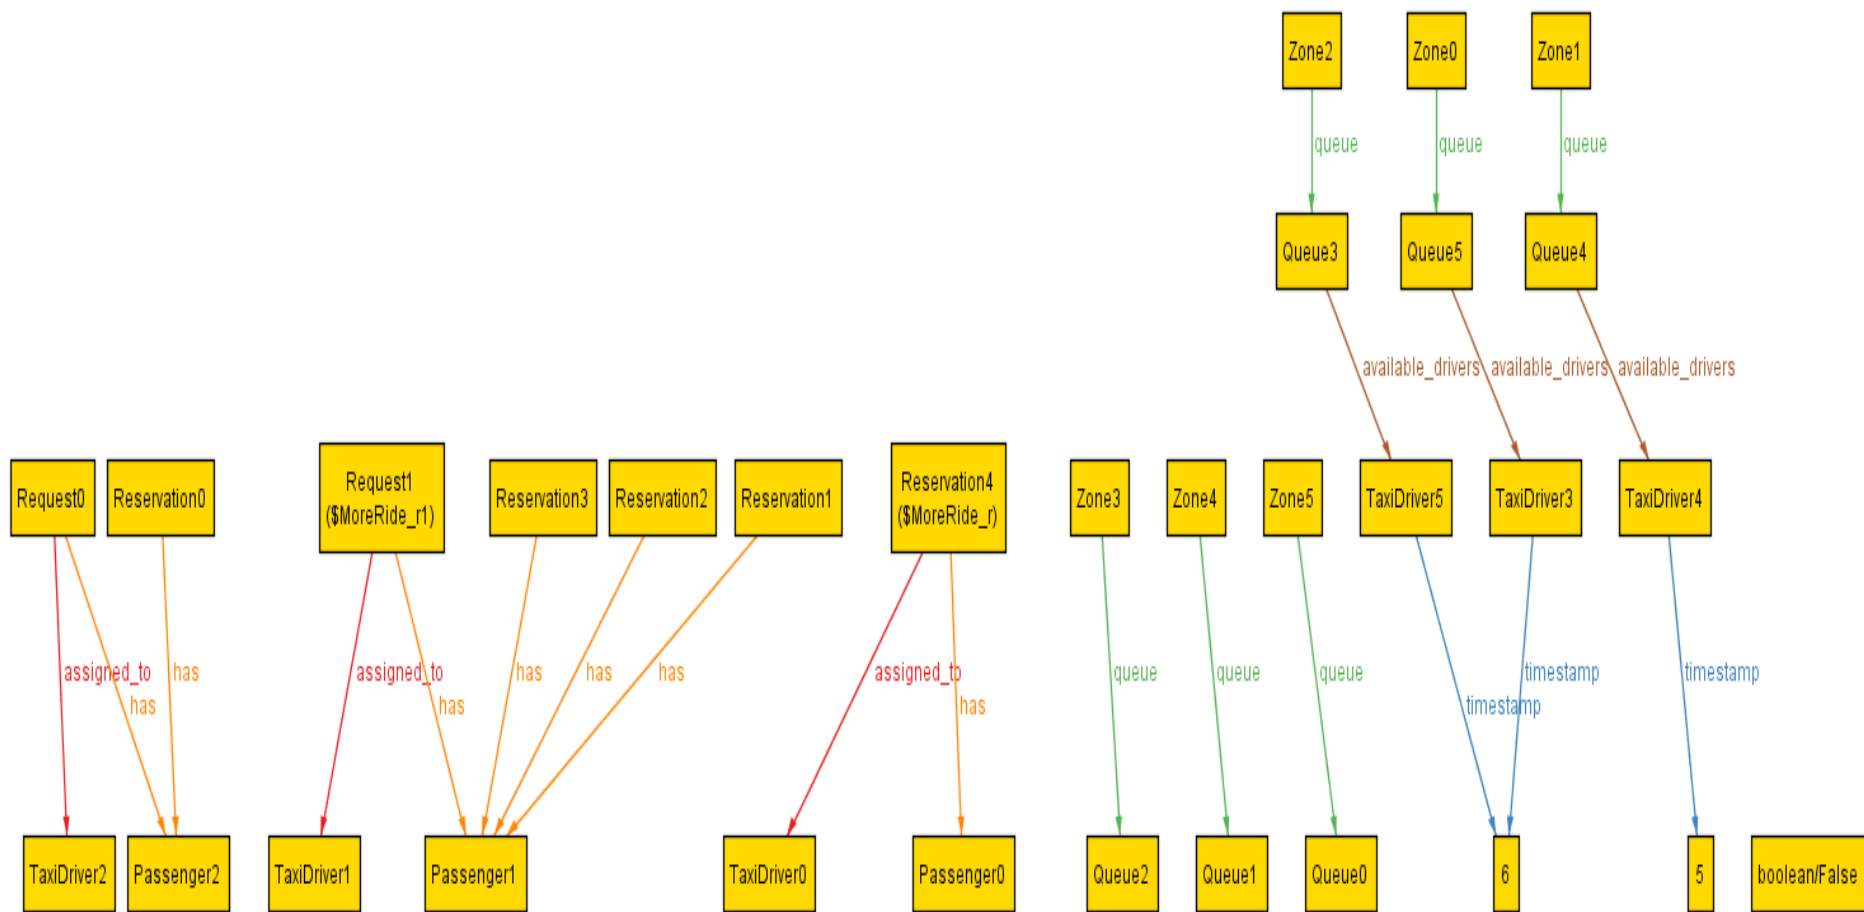 Zone2
Zone0
Zone1
queue
queue
queue
Queue3
Queue5
Queue4
available_drivers
available_drivers
available_drivers
Request0
Reservation0
Request1
($MoreRide_r1)
Reservation3
Reservation2
Reservation1
Reservation4
($MoreRide_r)
Zone3
Zone4
Zone5
TaxiDriver5
TaxiDriver3
TaxiDriver4
assigned_to
has
has
assigned_to
has
has
has
has
assigned_to
has
queue
queue
queue
timestamp
timestamp
timestamp
TaxiDriver2
Passenger2
TaxiDriver1
Passenger1
TaxiDriver0
Passenger0
Queue2
Queue1
Queue0
6
5
boolean/False